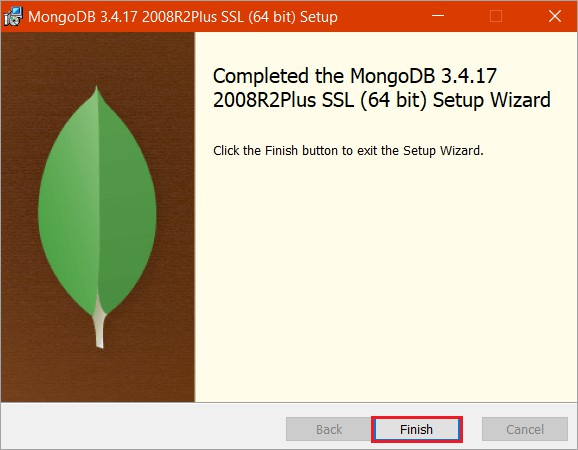 MongoDB 3.4.17 2008R2Plus SSL (64 bit) Setup
Completed the MongoDB 3.4.17
2008R2Plus SSL (64 bit) Setup Wizard
Click the Finish button to exit the Setup Wizard.
Back Finish Cancel